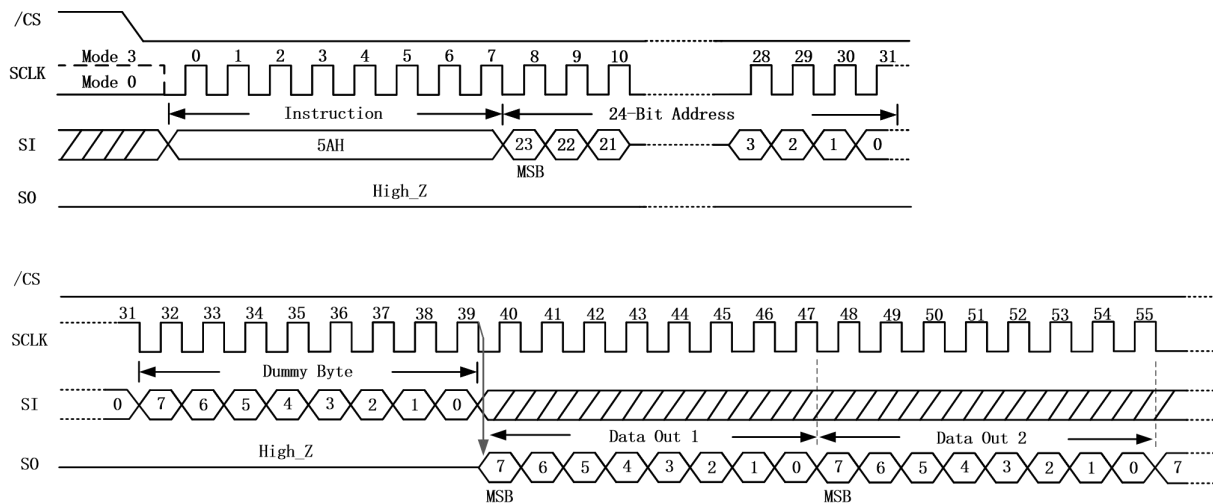 /CS
Mode 3 0 1 2 3 4 5 6 7 8 9 10 28 29 30 31
SCLK
Mode 0
Instruction 24-Bit Address
SI 5AH 23 22 21 3 2 1 0
MSB
High_Z
SO
/CS
31 32 33 34 35 36 37 38 39 40 41 42 43 44 45 46 47 48 49 50 51 52 53 54 55
SCLK
Dummy Byte
SI 0 7 6 5 4 3 2 1 0
Data Out 1 Data Out 2
High_Z
SO 7 6 5 4 3 2 1 0 7 6 5 4 3 2 1 0 7
MSB MSB